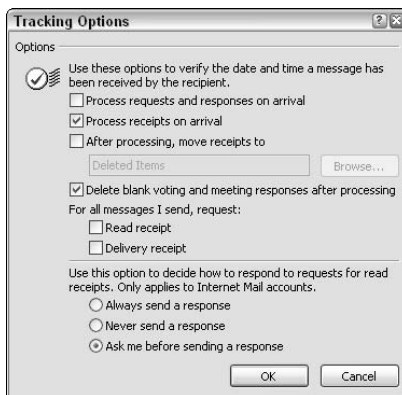 Tracking Options
Options
Use these options to verify the date and time a message has
been received by the recipient.
Process requests and responses on arrival
Process receipts on arrival
After processing, move receipts to
Deleted Items
Browse...
Delete blank voting and meeting responses after processing
For all messages I send, request:
Read receipt
Delivery receipt
Use this option to decide how to respond to requests for read
receipts. Only applies to Internet Mail accounts.
Always send a response
Never send a response
Ask me before sending a response
OK
Cancel